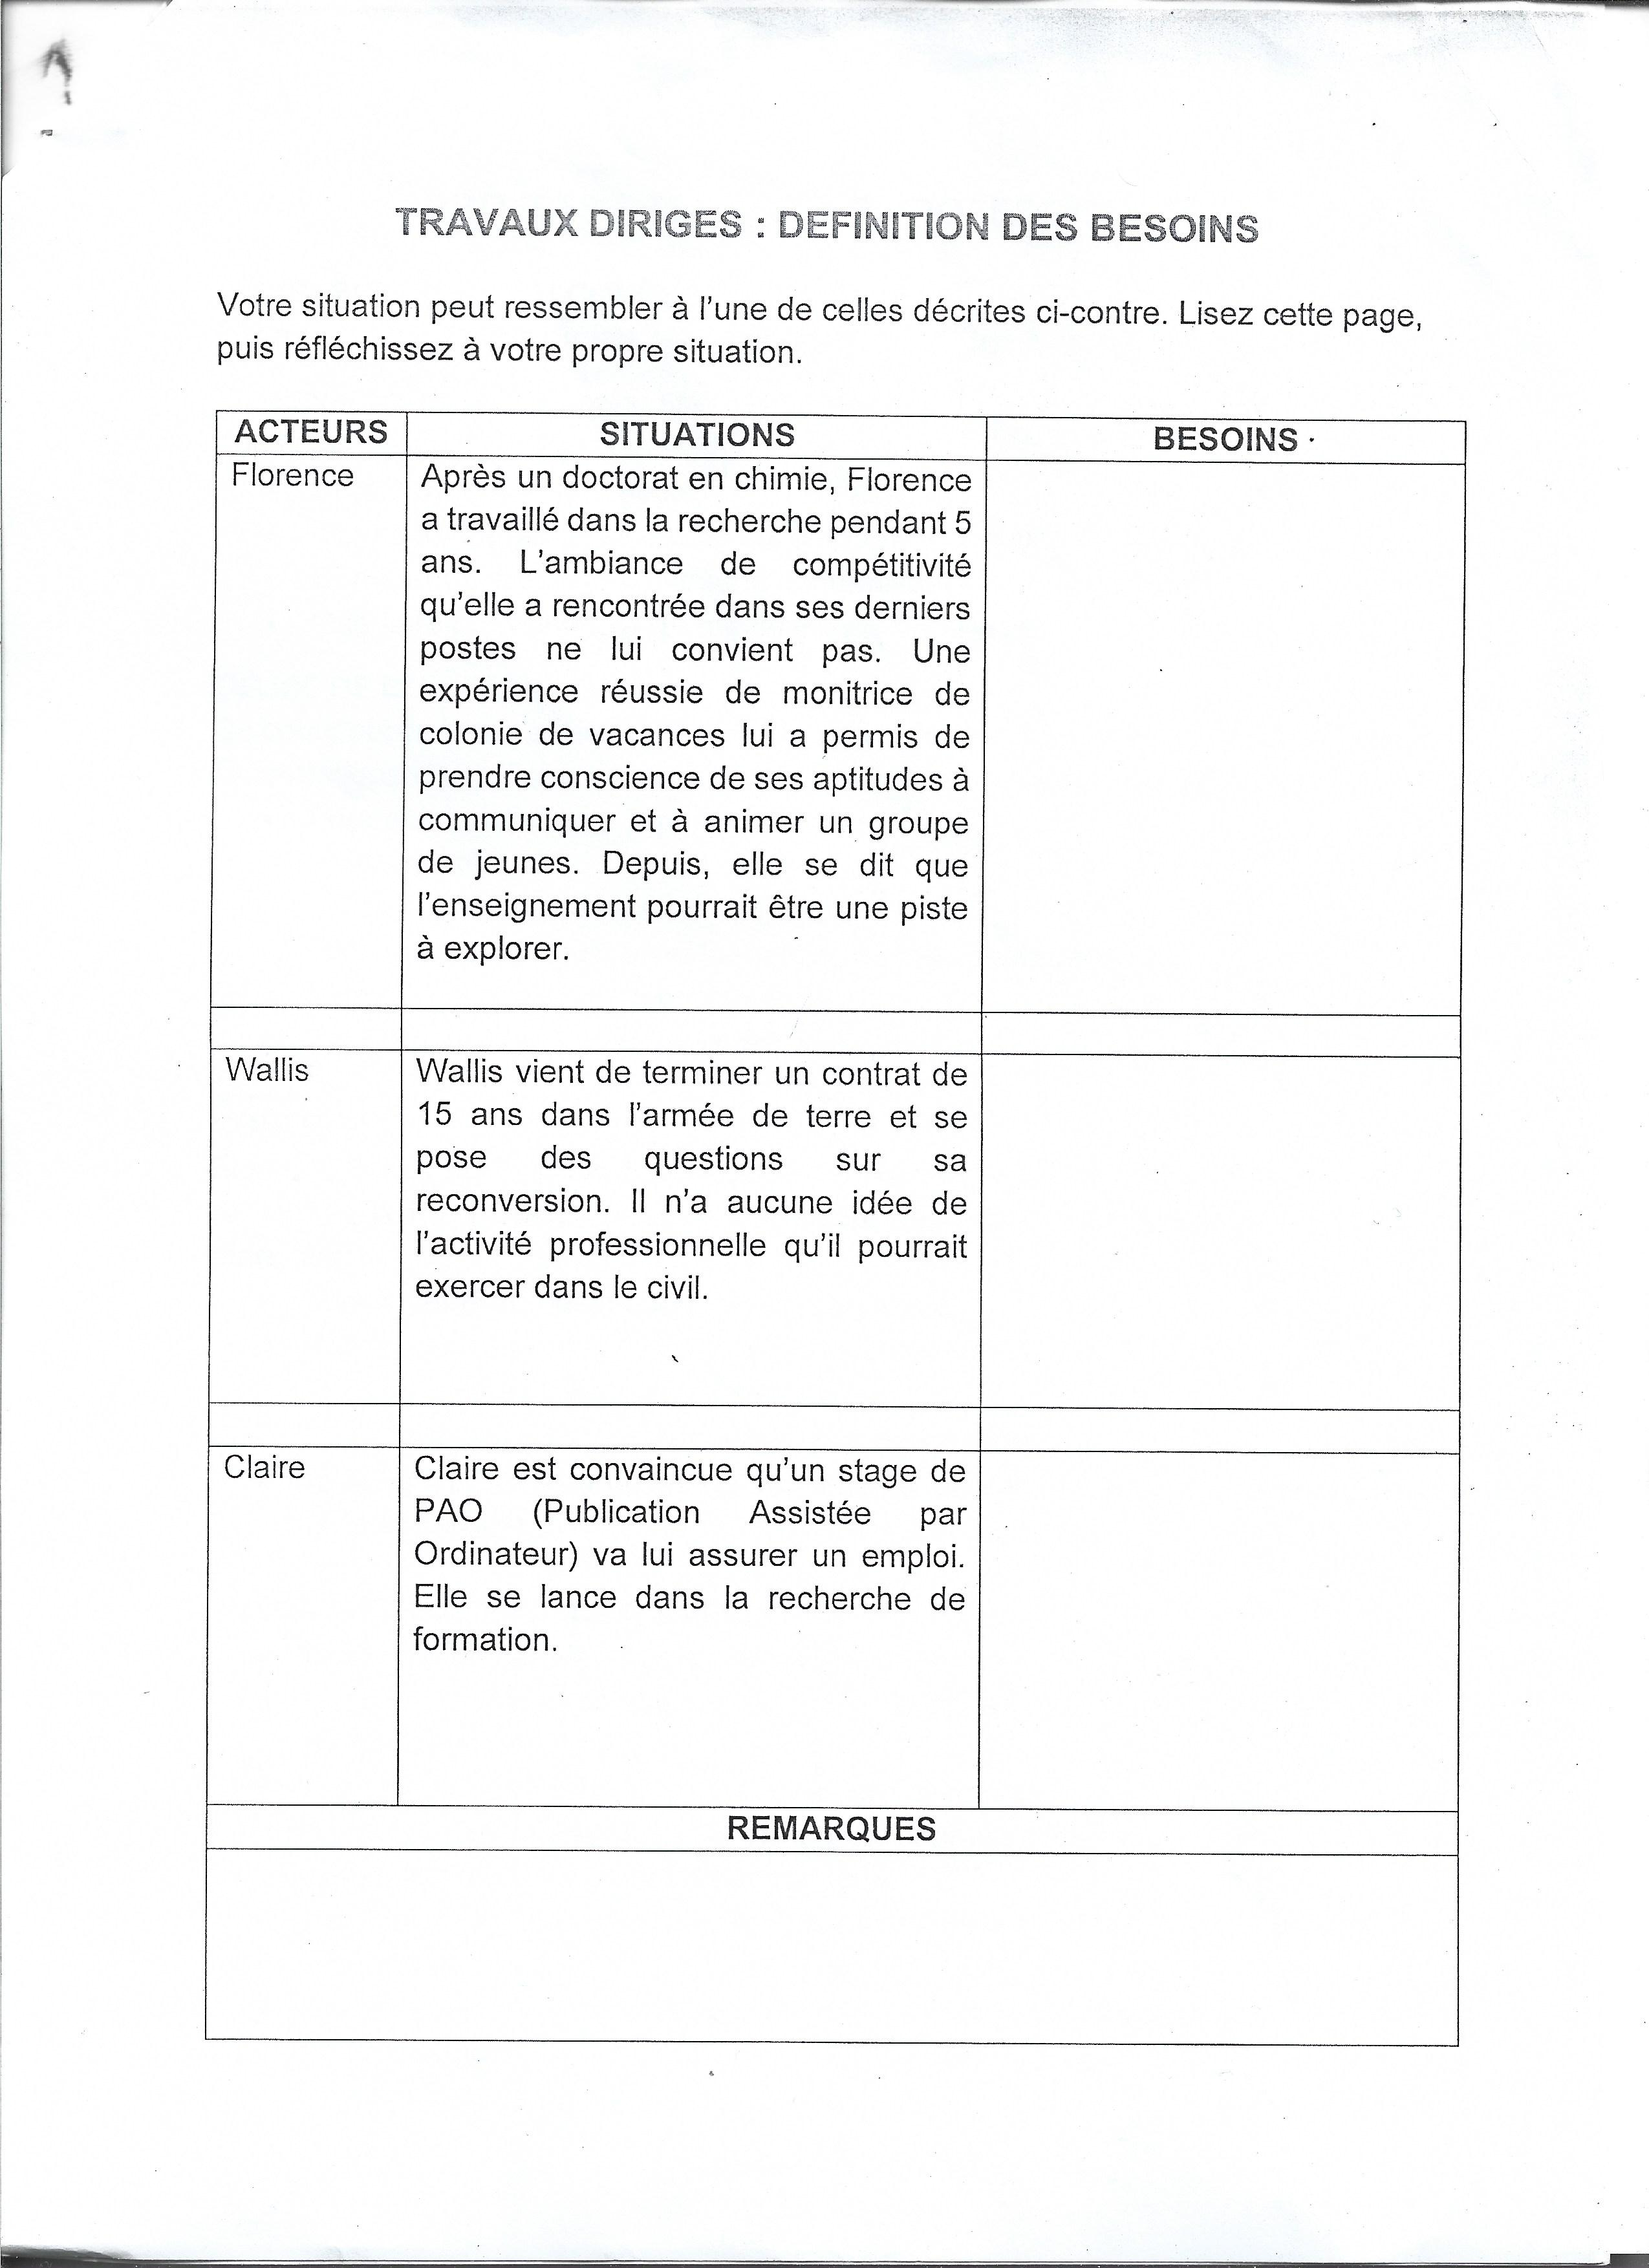 TRAVAUX DIRIGES : DEFINITION DES BESOINS
Votre situation peut ressembler à l'une de celles décrites ci-contre. Lisez cette page,
puis réfléchissez à votre propre situation.
ACTEURS SITUATIONS BESOINS
Florence
Après un doctorat en chimie, Florence
a travaillé dans la recherche pendant 5
ans. L'ambiance de compétitivité
qu'elle a rencontrée dans ses derniers
postes ne lui convient pas. Une
expérience réussie de monitrice de
colonie de vacances lui a permis de
prendre conscience de ses aptitudes à
communiquer et à animer un groupe
de jeunes. Depuis, elle se dit que
l'enseignement pourrait être une piste
à explorer.
Wallis
Wallis vient de terminer un contrat de
15 ans dans l'armée de terre et se
pose des questions sur sa
reconversion. Il n'a aucune idée de
l'activité professionnelle qu'il pourrait
exercer dans le civil.
Claire
Claire est convaincue qu'un stage de
PAO (Publication Assistée par
Ordinateur) va lui assurer un emploi.
Elle se lance dans la recherche de
formation.
REMARQUES